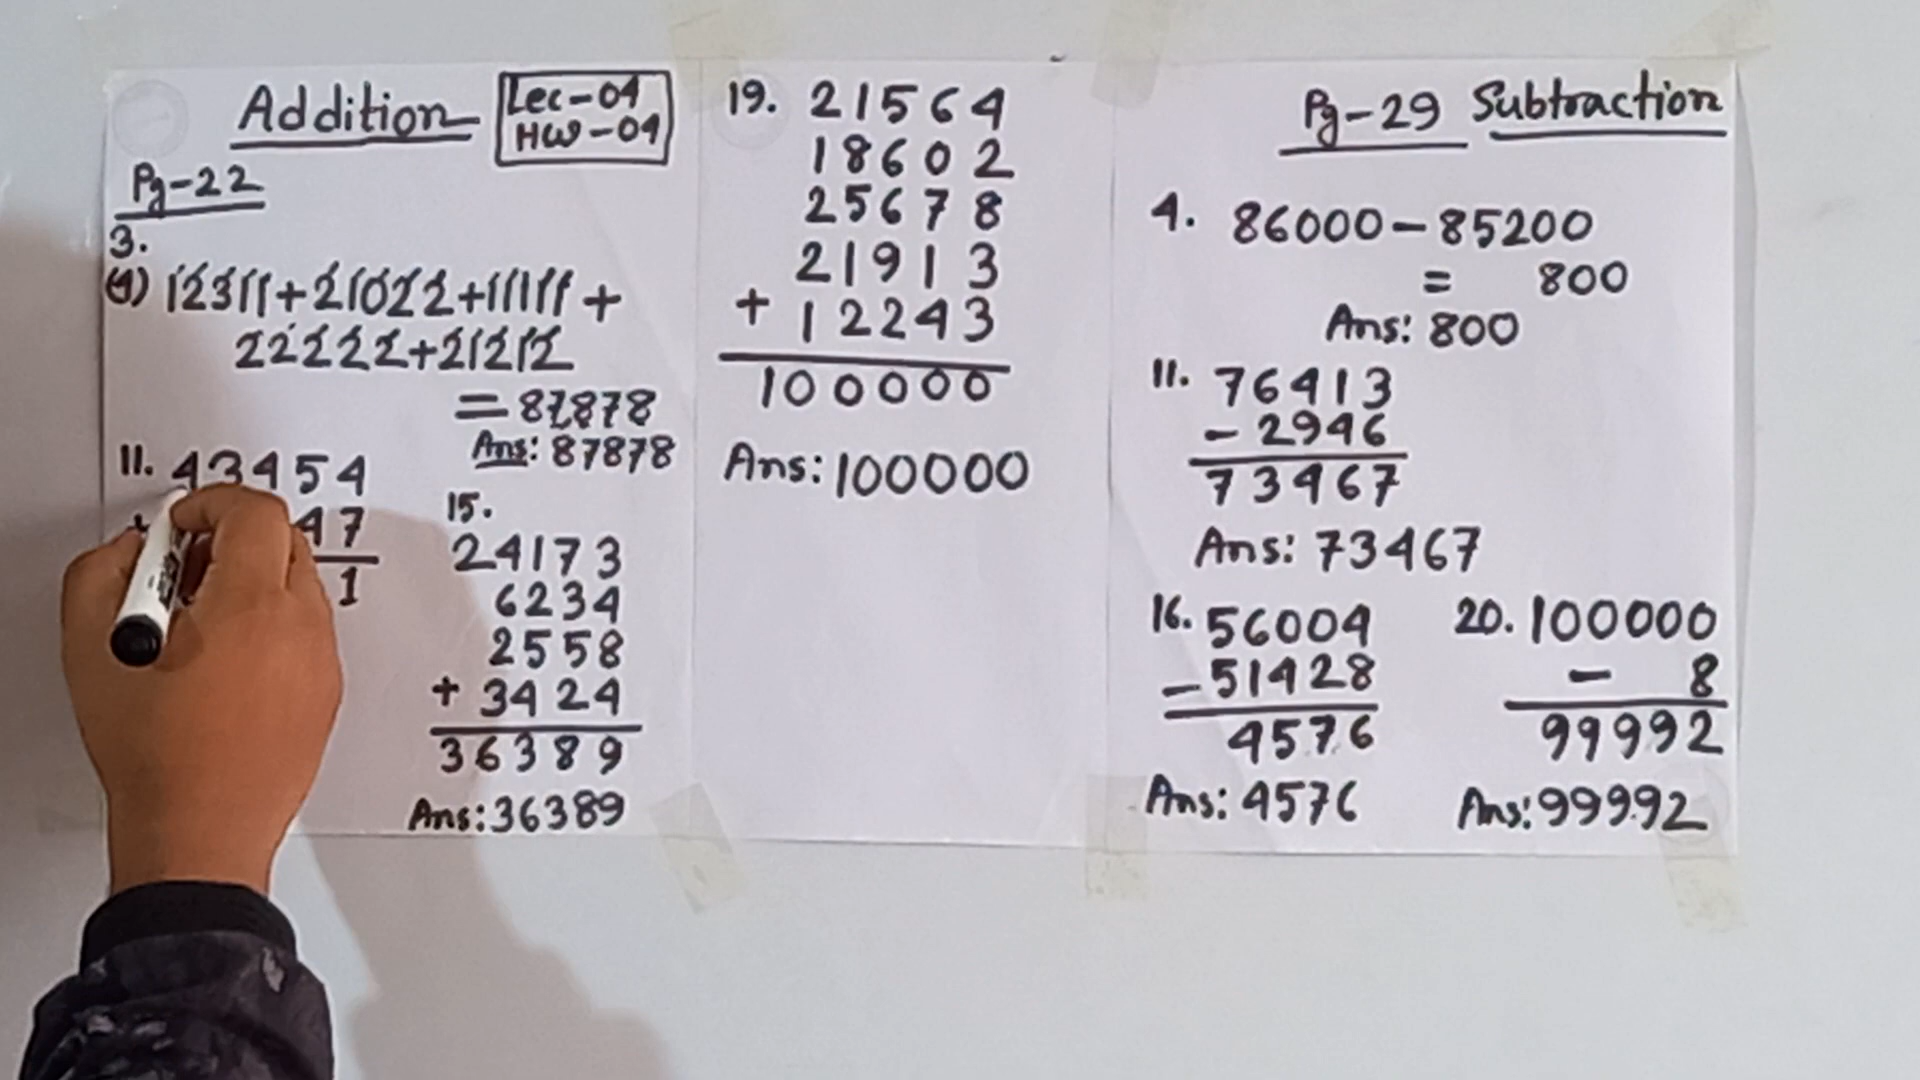 Addition
Lec-04
HW-04
Pg-22
3.
(4) 12311+21022+11111+
22222+21212
= 87878
Ans: 87878
11. 43454
+ 47
1
15.
24173
6234
2558
+ 3424
36389
Ans: 36389
19. 21564
18602
25678
21913
+ 12243
100000
Ans: 100000
Pg-29 Subtraction
4. 86000-85200
= 800
Ans: 800
11. 76413
- 2946
73467
Ans: 73467
16. 56004
- 51428
4576
Ans: 4576
20. 100000
- 8
99992
Ans: 99992